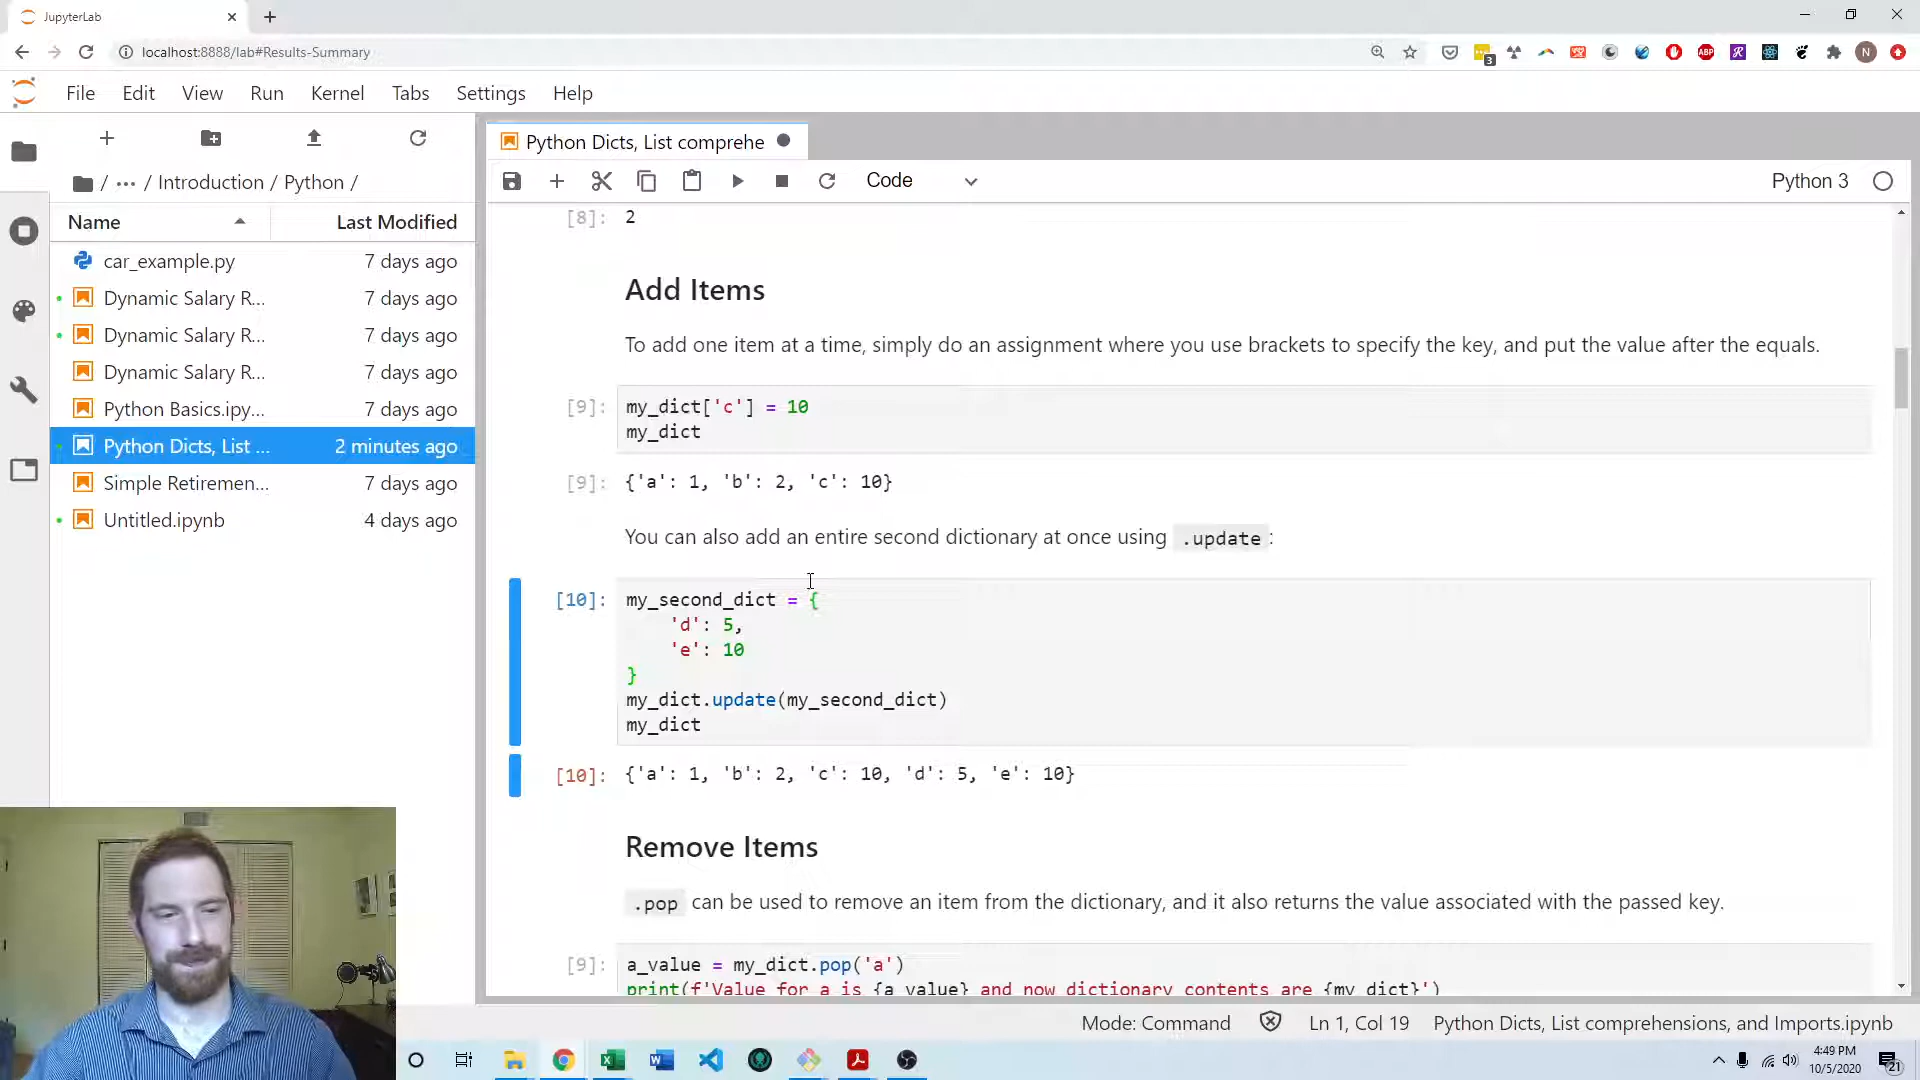 JupyterLab
localhost:8888/lab#Results-Summary
3
ABP
R
N
File Edit View Run Kernel Tabs Settings Help
/ ... / Introduction / Python /
Name Last Modified
car_example.py 7 days ago
Dynamic Salary R... 7 days ago
Dynamic Salary R... 7 days ago
Dynamic Salary R... 7 days ago
Python Basics.ipy... 7 days ago
Python Dicts, List ... 2 minutes ago
Simple Retiremen... 7 days ago
Untitled.ipynb 4 days ago
Python Dicts, List comprehe
Code Python 3
[8]: 2
Add Items
To add one item at a time, simply do an assignment where you use brackets to specify the key, and put the value after the equals.
[9]: my_dict['c'] = 10
my_dict
[9]: {'a': 1, 'b': 2, 'c': 10}
You can also add an entire second dictionary at once using .update:
[10]: my_second_dict = {
'd': 5,
'e': 10
}
my_dict.update(my_second_dict)
my_dict
[10]: {'a': 1, 'b': 2, 'c': 10, 'd': 5, 'e': 10}
Remove Items
.pop can be used to remove an item from the dictionary, and it also returns the value associated with the passed key.
[9]: a_value = my_dict.pop('a')
print(f'Value for a is {a_value} and now dictionary contents are {my_dict}')
Mode: Command Ln 1, Col 19 Python Dicts, List comprehensions, and Imports.ipynb
4:49 PM
10/5/2020
21